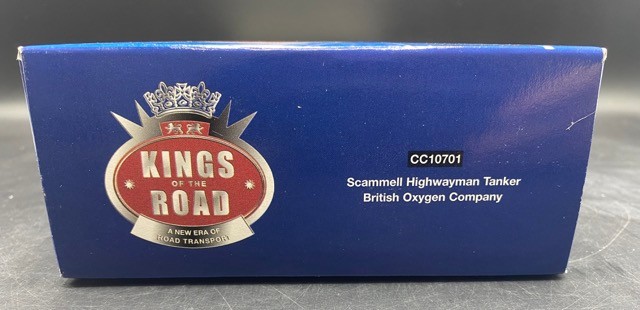 KINGS
OF THE
ROAD
A NEW ERA OF
ROAD TRANSPORT
CC10701
Scammell Highwayman Tanker
British Oxygen Company